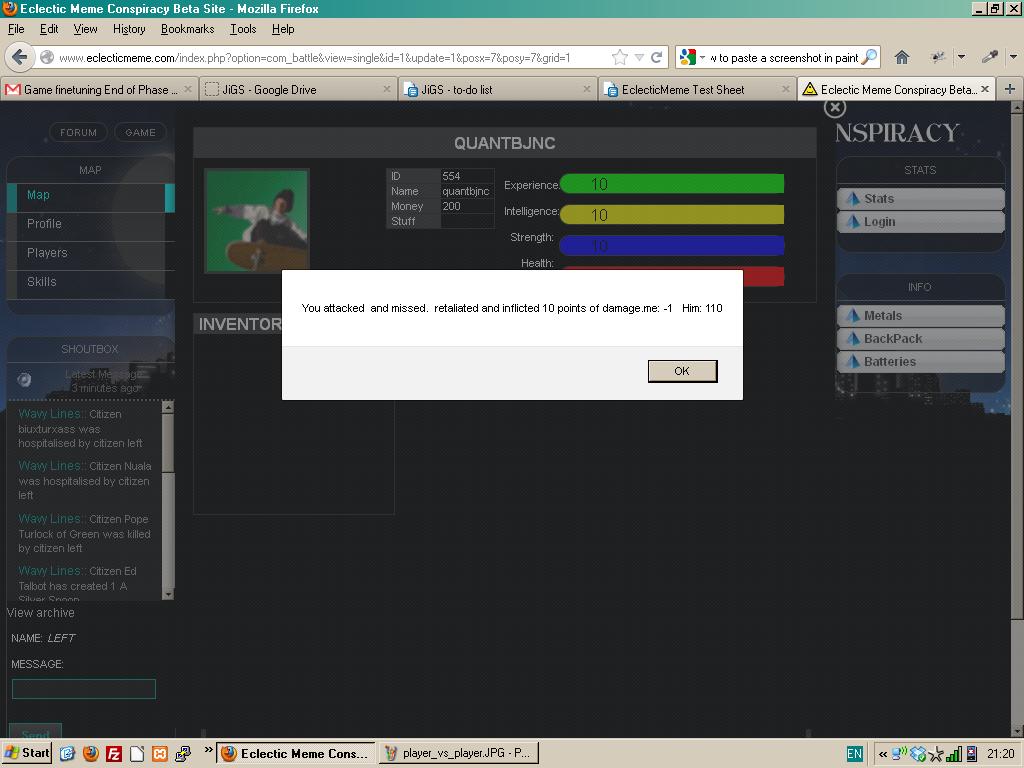 Eclectic Meme Conspiracy Beta Site - Mozilla Firefox
File Edit View History Bookmarks Tools Help
www.eclecticmeme.com/index.php?option=com_battle&view=single&id=1&update=1&posx=7&posy=7&grid=1
w to paste a screenshot in paint
Game finetuning End of Phase ...
JiGS - Google Drive
JiGS - to-do list
EclecticMeme Test Sheet
Eclectic Meme Conspiracy Beta...
FORUM GAME
MAP
Map
Profile
Players
Skills
SHOUTBOX
Latest Message:
3 minutes ago
Wavy Lines:: Citizen
biuxturxass was
hospitalised by citizen left
Wavy Lines:: Citizen Nuala
was hospitalised by citizen
left
Wavy Lines:: Citizen Pope
Turlock of Green was killed
by citizen left
Wavy Lines:: Citizen Ed
Talbot has created 1 A
Silver Spoon
View archive
NAME: LEFT
MESSAGE:
Send
QUANTBJNC
ID 554
Name quantbjnc
Money 200
Stuff
Experience: 10
Intelligence: 10
Strength: 10
Health:
INVENTOR
You attacked  and missed.  retaliated and inflicted 10 points of damage.me: -1   Him: 110
OK
NSPIRACY
STATS
Stats
Login
INFO
Metals
BackPack
Batteries
Start
Eclectic Meme Cons...
player_vs_player.JPG - P...
EN
21:20